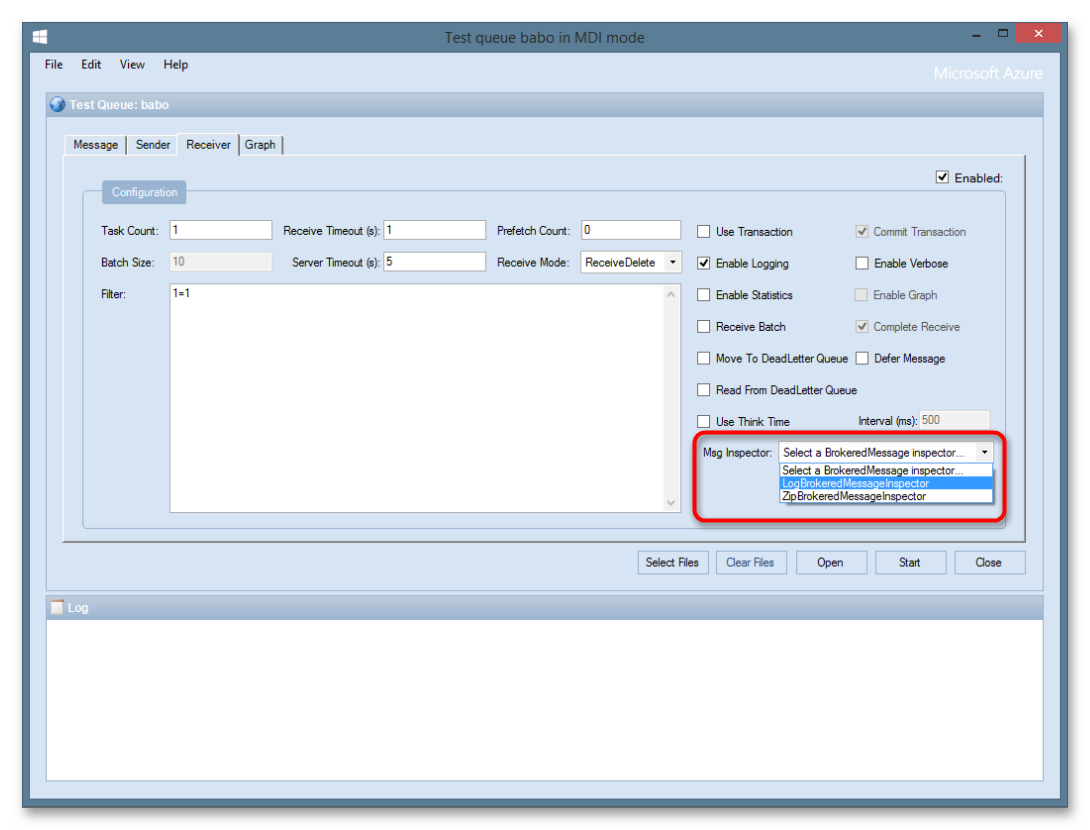 Test queue babo in MDI mode
File Edit View Help
Microsoft Azure
Test Queue: babo
Message Sender Receiver Graph
Enabled:
Configuration
Task Count: 1 Receive Timeout (s): 1 Prefetch Count: 0 Use Transaction Commit Transaction
Batch Size: 10 Server Timeout (s): 5 Receive Mode: ReceiveDelete Enable Logging Enable Verbose
Filter: 1=1 Enable Statistics Enable Graph
Receive Batch Complete Receive
Move To DeadLetter Queue Defer Message
Read From DeadLetter Queue
Use Think Time Interval (ms): 500
Msg Inspector: Select a BrokeredMessage inspector...
Select a BrokeredMessage inspector...
LogBrokeredMessageInspector
ZipBrokeredMessageInspector
Select Files Clear Files Open Start Close
Log